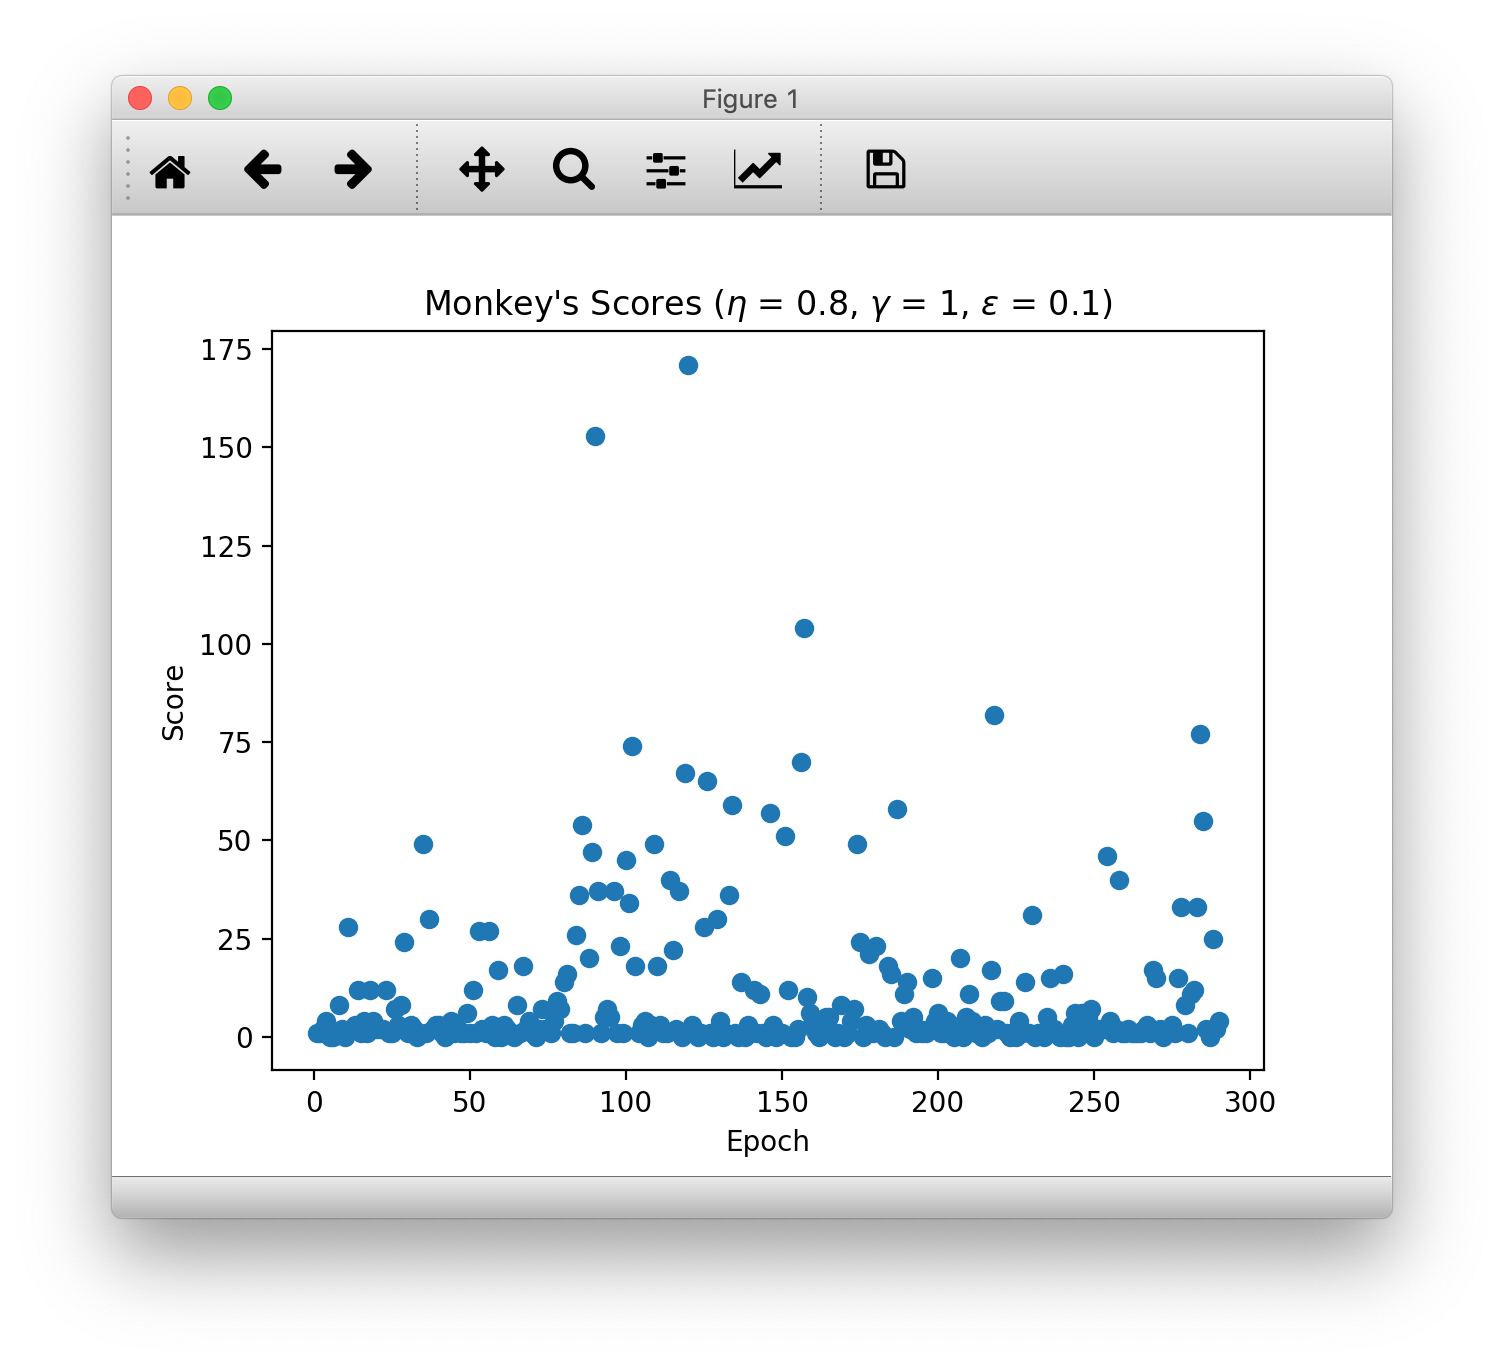 Figure 1
Monkey's Scores (η = 0.8, γ = 1, ε = 0.1)
175
150
125
100
75
50
25
0
Score
0 50 100 150 200 250 300
Epoch